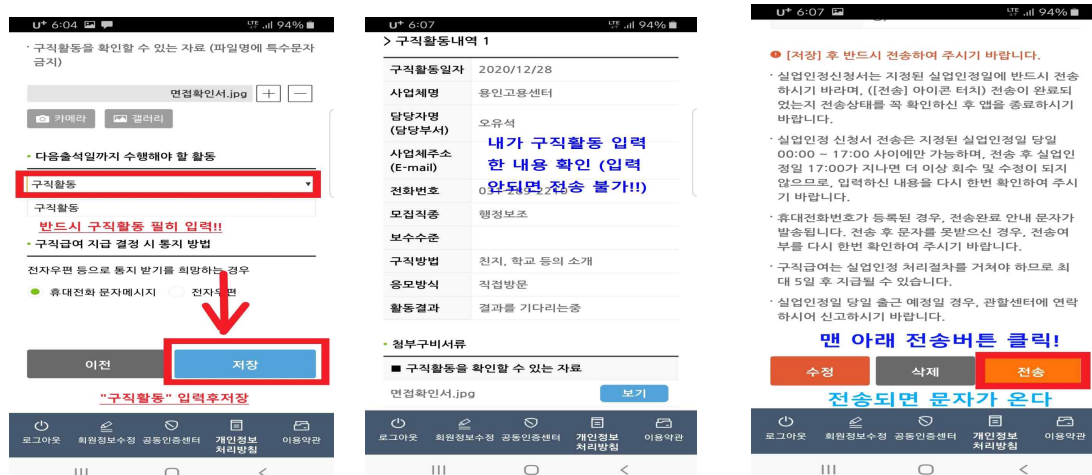 U+ 6:04 LTE 94%
· 구직활동을 확인할 수 있는 자료 (파일명에 특수문자
금지)
면접확인서.jpg + −
카메라 갤러리
• 다음출석일까지 수행해야 할 활동
구직활동
구직활동
반드시 구직활동 필히 입력!!
• 구직급여 지급 결정 시 통지 방법
전자우편 등으로 통지 받기를 희망하는 경우
휴대전화 문자메시지 전자우편
이전 저장
"구직활동" 입력후저장
로그아웃 회원정보수정 공동인증센터 개인정보 처리방침 이용약관
U+ 6:07 LTE 94%
> 구직활동내역 1
구직활동일자 2020/12/28
사업체명 용인고용센터
담당자명
(담당부서) 오유석
내가 구직활동 입력
한 내용 확인 (입력
안되면 전송 불가!!)
사업체주소
(E-mail)
전화번호
모집직종 행정보조
보수수준
구직방법 친지, 학교 등의 소개
응모방식 직접방문
활동결과 결과를 기다리는중
• 첨부구비서류
■ 구직활동을 확인할 수 있는 자료
면접확인서.jpg 보기
로그아웃 회원정보수정 공동인증센터 개인정보 처리방침 이용약관
U+ 6:07 LTE 94%
[저장] 후 반드시 전송하여 주시기 바랍니다.
· 실업인정신청서는 지정된 실업인정일에 반드시 전송
하시기 바라며, ([전송] 아이콘 터치) 전송이 완료되
었는지 전송상태를 꼭 확인하신 후 앱을 종료하시기
바랍니다.
· 실업인정 신청서 전송은 지정된 실업인정일 당일
00:00 ~ 17:00 사이에만 가능하며, 전송 후 실업인
정일 17:00가 지나면 더 이상 회수 및 수정이 되지
않으므로, 입력하신 내용을 다시 한번 확인하여 주시
기 바랍니다.
· 휴대전화번호가 등록된 경우, 전송완료 안내 문자가
발송됩니다. 전송 후 문자를 못받으신 경우, 전송여
부를 다시 한번 확인하여 주시기 바랍니다.
· 구직급여는 실업인정 처리절차를 거쳐야 하므로 최
대 5일 후 지급될 수 있습니다.
· 실업인정일 당일 출근 예정일 경우, 관할센터에 연락
하시어 신고하시기 바랍니다.
맨 아래 전송버튼 클릭!
수정 삭제 전송
전송되면 문자가 온다
로그아웃 회원정보수정 공동인증센터 개인정보 처리방침 이용약관